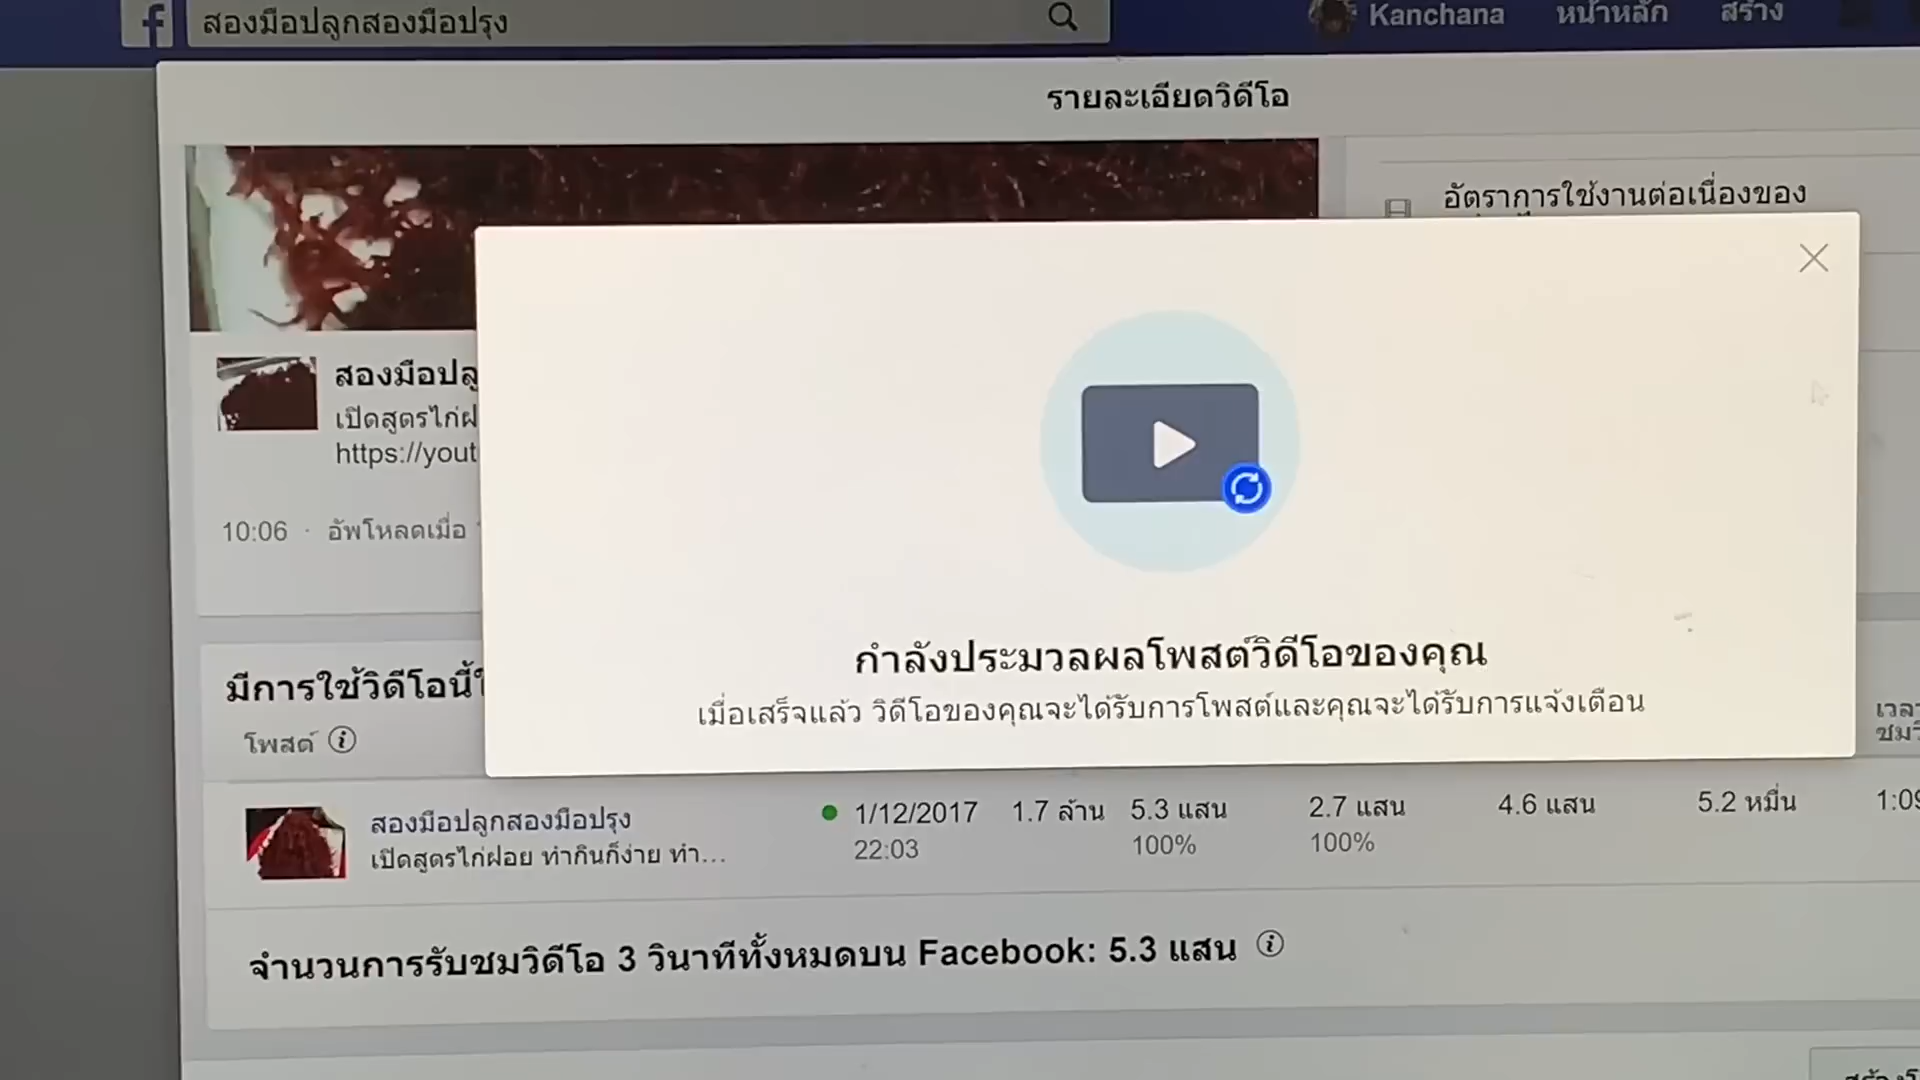 สองมือปลูกสองมือปรุง
Kanchana
หน้าหลัก
สร้าง
รายละเอียดวิดีโอ
อัตราการใช้งานต่อเนื่องของ
สองมือปลู
เปิดสูตรไก่ฝ
https://yout
10:06 · อัพโหลดเมื่อ
กำลังประมวลผลโพสต์วิดีโอของคุณ
เมื่อเสร็จแล้ว วิดีโอของคุณจะได้รับการโพสต์และคุณจะได้รับการแจ้งเตือน
มีการใช้วิดีโอนี้
โพสต์
สองมือปลูกสองมือปรุง
เปิดสูตรไก่ฝอย ทำกินก็ง่าย ทำ...
1/12/2017 1.7 ล้าน 5.3 แสน 2.7 แสน 4.6 แสน 5.2 หมื่น 1:09
22:03 100% 100%
จำนวนการรับชมวิดีโอ 3 วินาทีทั้งหมดบน Facebook: 5.3 แสน